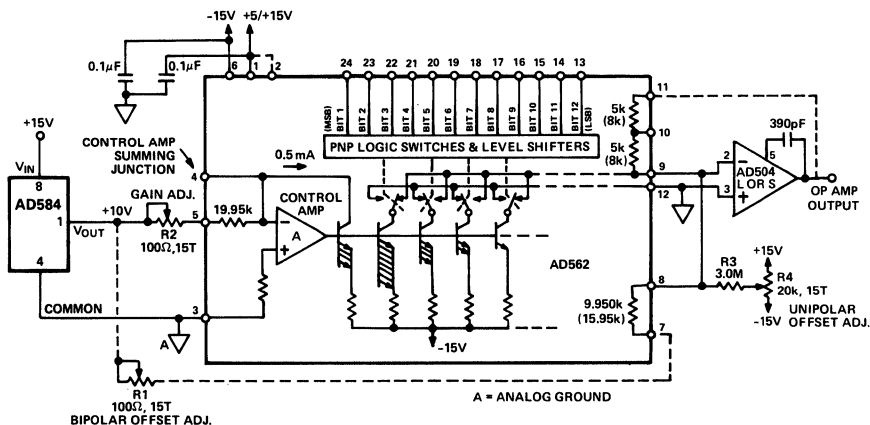 -15V
+5/+15V
0.1µF
0.1µF
6
1
2
24
23
22
21
20
19
18
17
16
15
14
13
(MSB)
BIT 1
BIT 2
BIT 3
BIT 4
BIT 5
BIT 6
BIT 7
BIT 8
BIT 9
BIT 10
BIT 11
BIT 12
(LSB)
PNP LOGIC SWITCHES & LEVEL SHIFTERS
11
5k
(8k)
10
5k
(8k)
9
12
390pF
2
5
AD504
L OR S
3
OP AMP
OUTPUT
+15V
CONTROL AMP
SUMMING
JUNCTION
0.5 mA
4
VIN
8
AD584
1
VOUT
4
+10V
GAIN ADJ.
R2
100Ω,15T
5
19.95k
CONTROL
AMP
-
A
+
AD562
COMMON
3
A
-15V
9.950k
(15.95k)
8
7
R3
3.0M
+15V
R4
20k, 15T
-15V
UNIPOLAR
OFFSET ADJ.
R1
100Ω, 15T
BIPOLAR OFFSET ADJ.
A = ANALOG GROUND